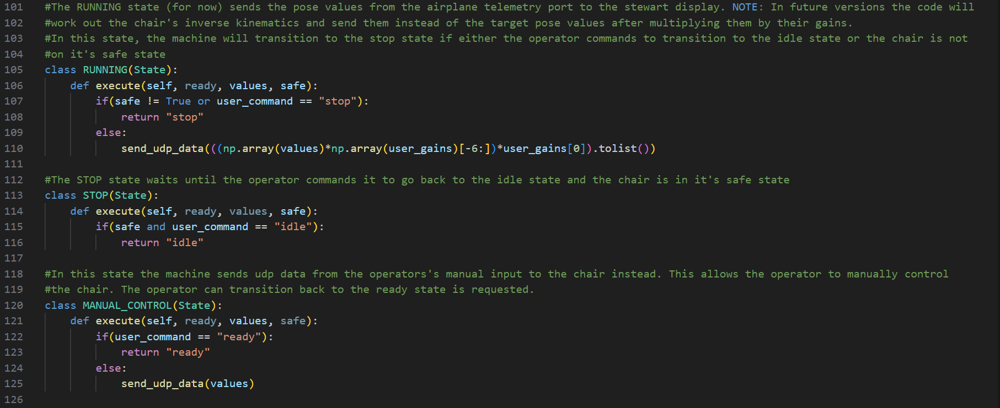 101 #The RUNNING state (for now) sends the pose values from the airplane telemetry port to the stewart display. NOTE: In future versions the code will
102 #work out the chair's inverse kinematics and send them instead of the target pose values after multiplying them by their gains.
103 #In this state, the machine will transition to the stop state if either the operator commands to transition to the idle state or the chair is not
104 #on it's safe state
105 class RUNNING(State):
106     def execute(self, ready, values, safe):
107         if(safe != True or user_command == "stop"):
108             return "stop"
109         else:
110             send_udp_data(((np.array(values)*np.array(user_gains)[-6:])*user_gains[0]).tolist())
111
112 #The STOP state waits until the operator commands it to go back to the idle state and the chair is in it's safe state
113 class STOP(State):
114     def execute(self, ready, values, safe):
115         if(safe and user_command == "idle"):
116             return "idle"
117
118 #In this state the machine sends udp data from the operators's manual input to the chair instead. This allows the operator to manually control
119 #the chair. The operator can transition back to the ready state is requested.
120 class MANUAL_CONTROL(State):
121     def execute(self, ready, values, safe):
122         if(user_command == "ready"):
123             return "ready"
124         else:
125             send_udp_data(values)
126